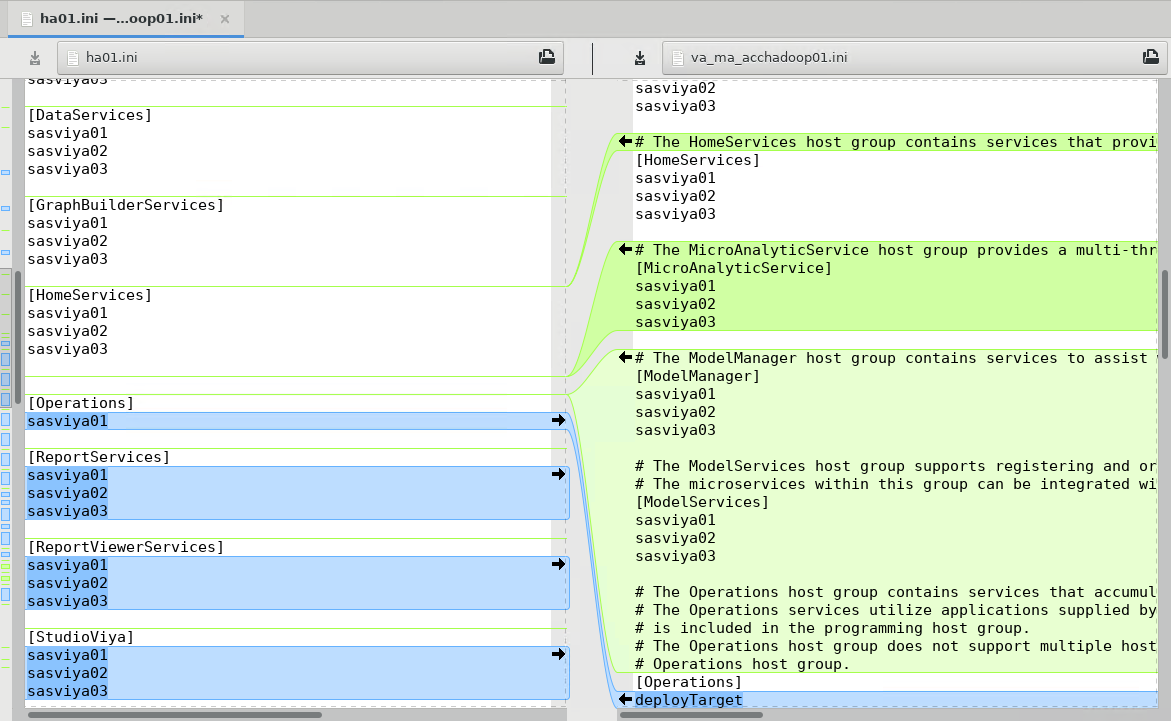 ha01.ini —…oop01.ini*
ha01.ini
va_ma_acchadoop01.ini
sasviya03
[DataServices]
sasviya01
sasviya02
sasviya03
[GraphBuilderServices]
sasviya01
sasviya02
sasviya03
[HomeServices]
sasviya01
sasviya02
sasviya03
[Operations]
sasviya01
[ReportServices]
sasviya01
sasviya02
sasviya03
[ReportViewerServices]
sasviya01
sasviya02
sasviya03
[StudioViya]
sasviya01
sasviya02
sasviya03
sasviya02
sasviya03
# The HomeServices host group contains services that provi
[HomeServices]
sasviya01
sasviya02
sasviya03
# The MicroAnalyticService host group provides a multi-thr
[MicroAnalyticService]
sasviya01
sasviya02
sasviya03
# The ModelManager host group contains services to assist
[ModelManager]
sasviya01
sasviya02
sasviya03
# The ModelServices host group supports registering and or
# The microservices within this group can be integrated wi
[ModelServices]
sasviya01
sasviya02
sasviya03
# The Operations host group contains services that accumul
# The Operations services utilize applications supplied by
# is included in the programming host group.
# The Operations host group does not support multiple host
# Operations host group.
[Operations]
deployTarget